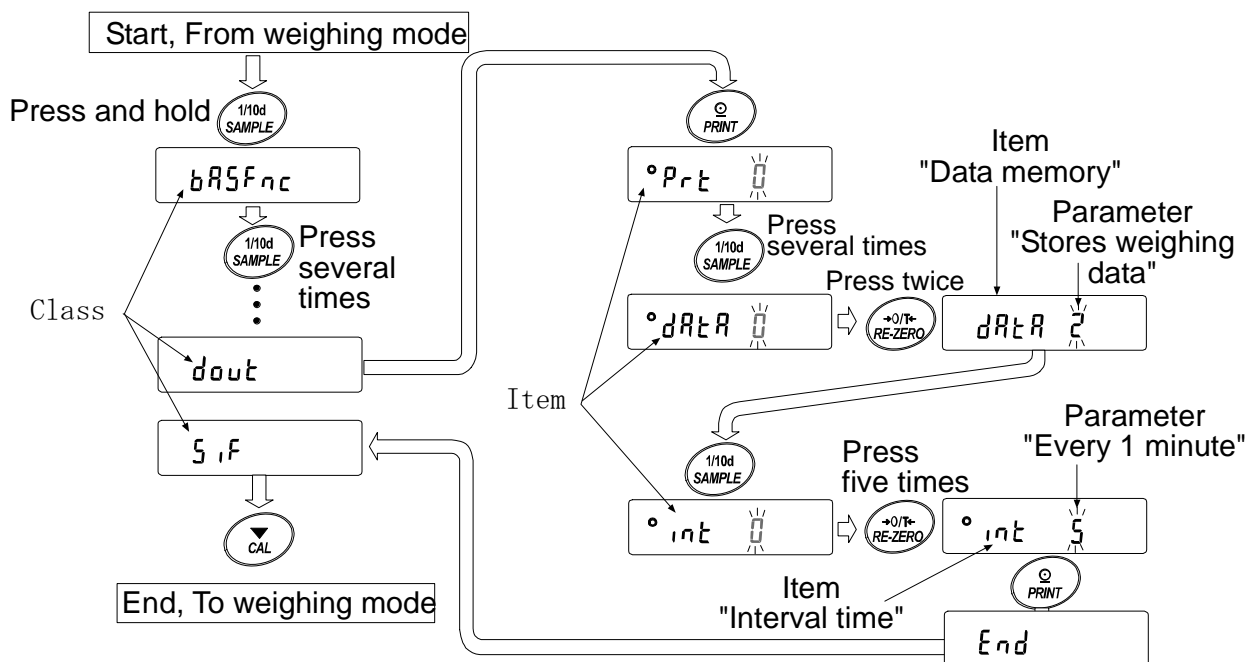 Start, From weighing mode
Press and hold
1/10d
SAMPLE
bASFnc
1/10d
SAMPLE
Press
several
times
Class
dout
SiF
CAL
End, To weighing mode
PRINT
Prt 0
1/10d
SAMPLE
Press
several times
Item
"Data memory"
Parameter
"Stores weighing
data"
dAtA 0
Press twice
→0/T←
RE-ZERO
dAtA 2
Item
1/10d
SAMPLE
int 0
Press
five times
→0/T←
RE-ZERO
Parameter
"Every 1 minute"
int 5
Item
"Interval time"
PRINT
End